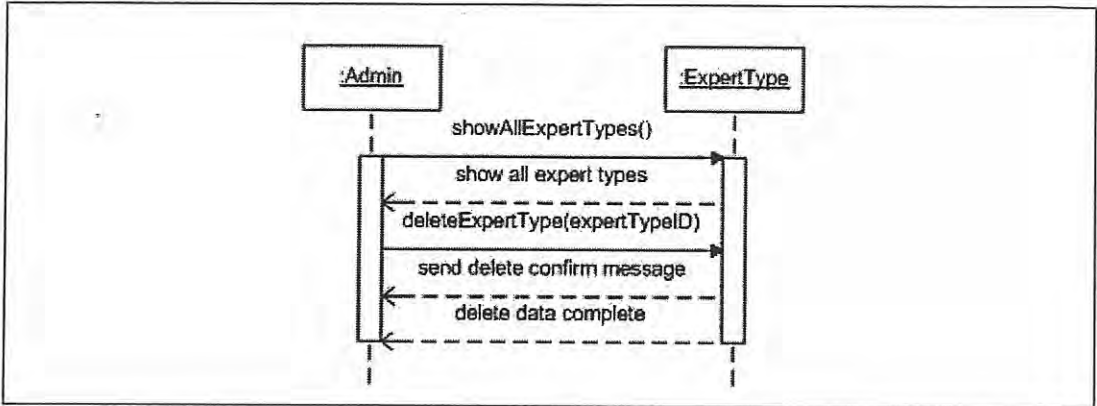 :Admin
:ExpertType
showAllExpertTypes()
show all expert types
deleteExpertType(expertTypeID)
send delete confirm message
delete data complete